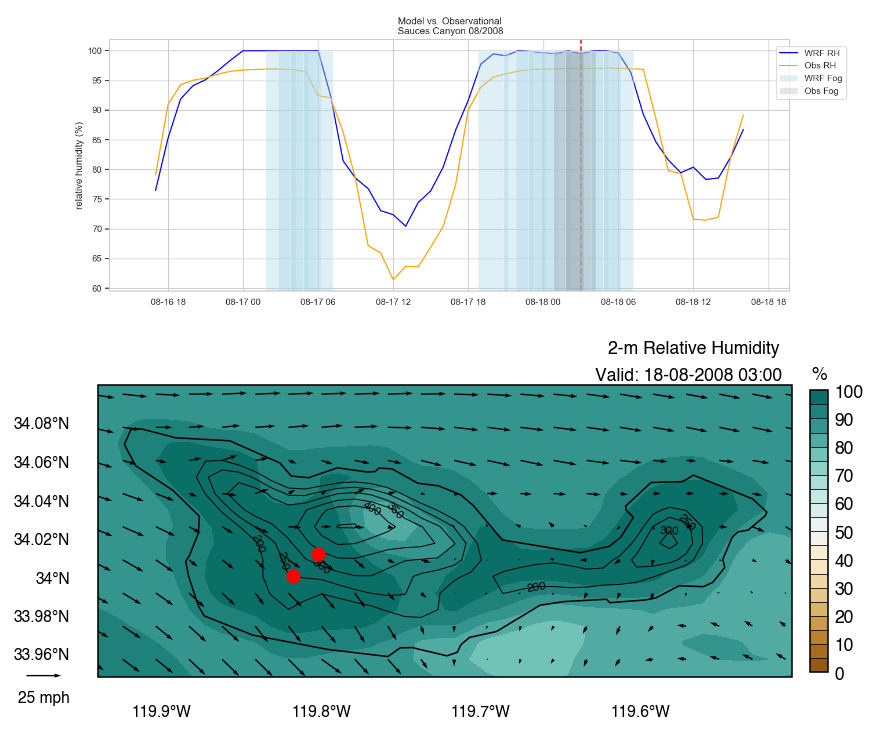 Model vs. Observational
Sauces Canyon 08/2008
relative humidity (%)
100
95
90
85
80
75
70
65
60
08-16 18
08-17 00
08-17 06
08-17 12
08-17 18
08-18 00
08-18 06
08-18 12
08-18 18
WRF RH
Obs RH
WRF Fog
Obs Fog
2-m Relative Humidity
Valid: 18-08-2008 03:00
%
100
90
80
70
60
50
40
30
20
10
0
34.08°N
34.06°N
34.04°N
34.02°N
34°N
33.98°N
33.96°N
25 mph
119.9°W
119.8°W
119.7°W
119.6°W
400
300
200